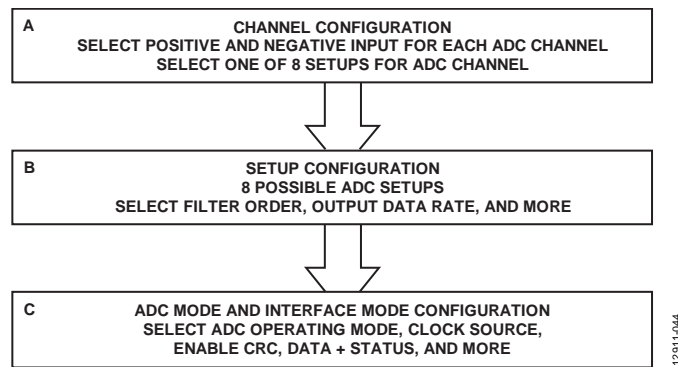 A
CHANNEL CONFIGURATION
SELECT POSITIVE AND NEGATIVE INPUT FOR EACH ADC CHANNEL
SELECT ONE OF 8 SETUPS FOR ADC CHANNEL
B
SETUP CONFIGURATION
8 POSSIBLE ADC SETUPS
SELECT FILTER ORDER, OUTPUT DATA RATE, AND MORE
C
ADC MODE AND INTERFACE MODE CONFIGURATION
SELECT ADC OPERATING MODE, CLOCK SOURCE,
ENABLE CRC, DATA + STATUS, AND MORE
12911-044